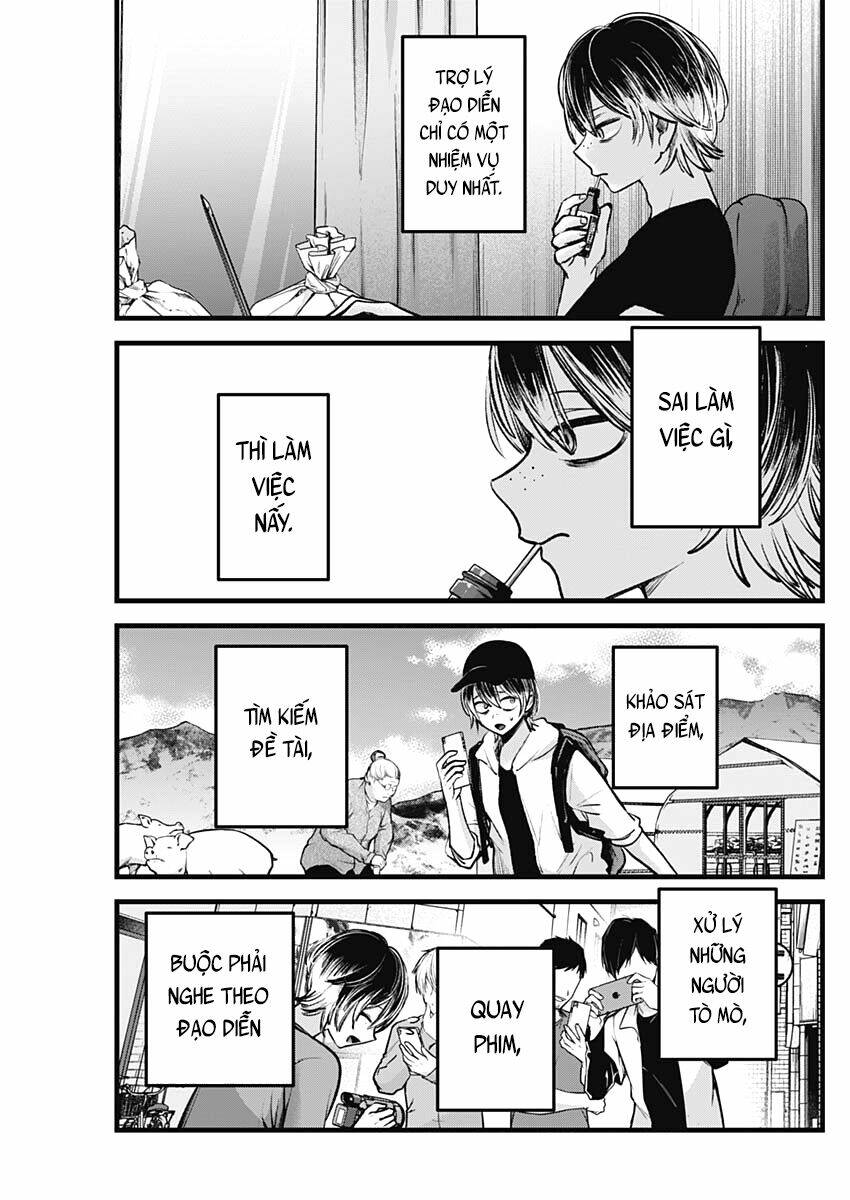 TRỢ LÝ
ĐẠO DIỄN
CHỈ CÓ MỘT
NHIỆM VỤ
DUY NHẤT.
SAI LÀM
VIỆC GÌ,
THÌ LÀM
VIỆC
NẤY.
KHẢO SÁT
ĐỊA ĐIỂM,
TÌM KIẾM
ĐỀ TÀI,
XỬ LÝ
NHỮNG
NGƯỜI
TÒ MÒ,
QUAY
PHIM,
BUỘC PHẢI
NGHE THEO
ĐẠO DIỄN